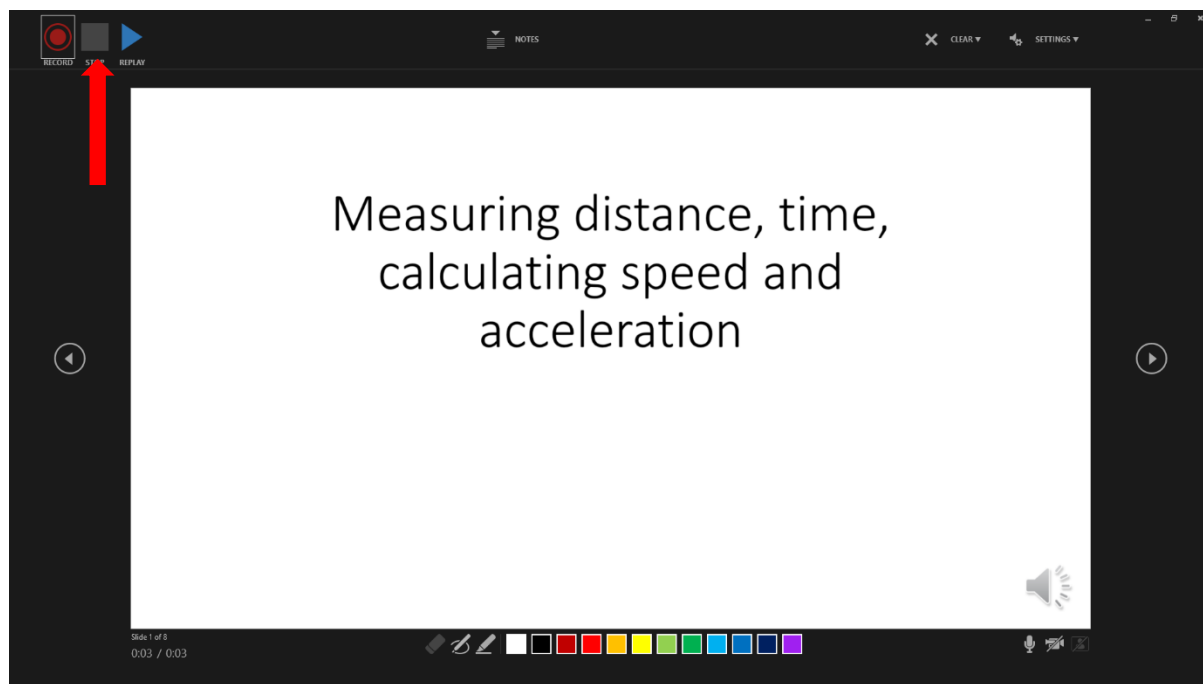 NOTES
CLEAR
SETTINGS
RECORD STOP REPLAY
Measuring distance, time,
calculating speed and
acceleration
Slide 1 of 8
0:03 / 0:03